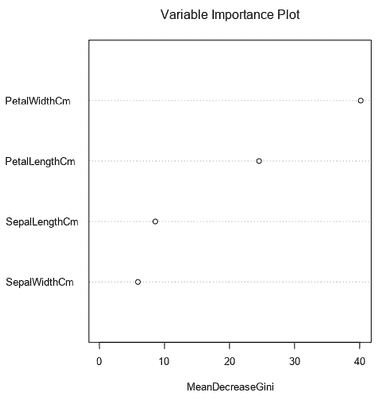 Variable Importance Plot
PetalWidthCm
PetalLengthCm
SepalLengthCm
SepalWidthCm
0 10 20 30 40
MeanDecreaseGini